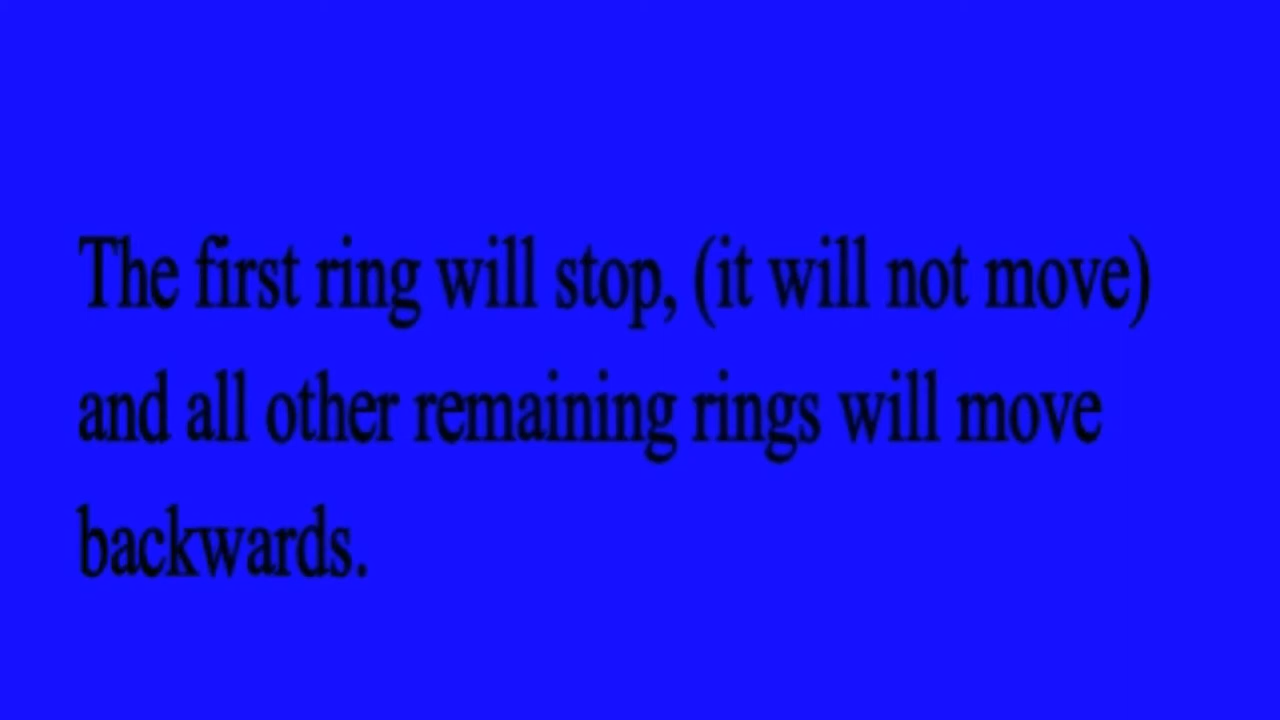 The first ring will stop, (it will not move)
and all other remaining rings will move
backwards.